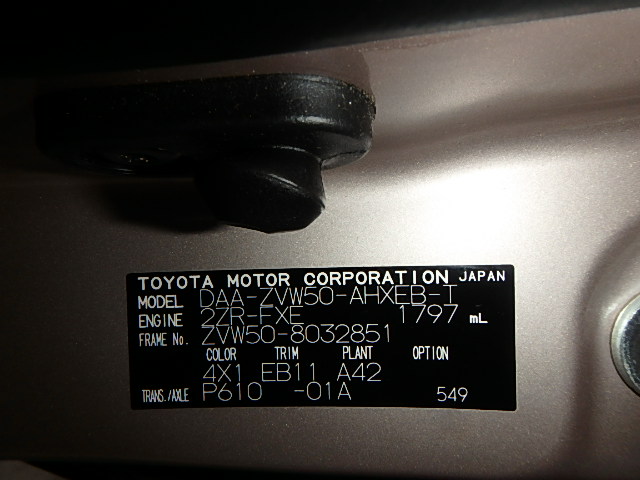 TOYOTA MOTOR CORPORATION JAPAN
MODEL DAA-ZVW50-AHXEB-T
ENGINE 2ZR-FXE 1797 mL
FRAME No. ZVW50-8032851
COLOR TRIM PLANT OPTION
4X1 EB11 A42
TRANS./AXLE P610 -01A 549